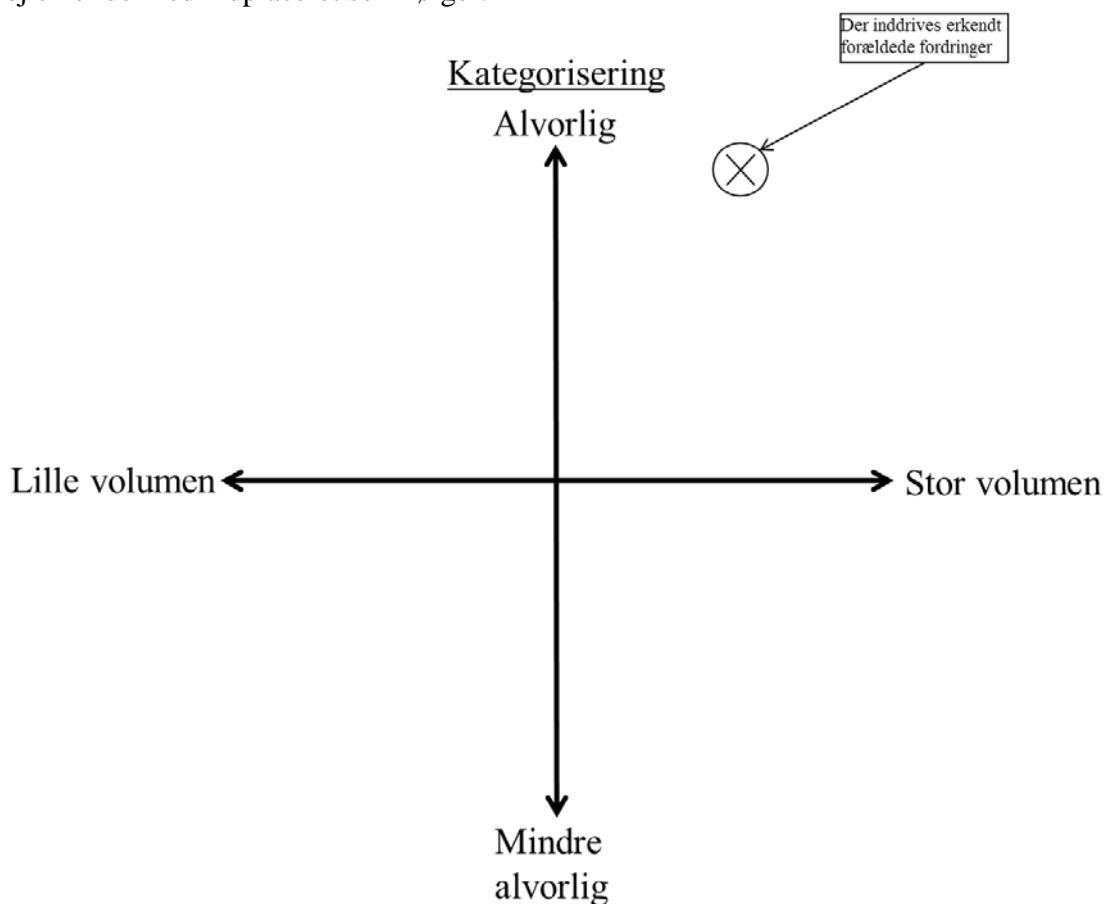 Der inddrives erkendt
forældede fordringer
Kategorisering
Alvorlig
Lille volumen
Stor volumen
Mindre
alvorlig